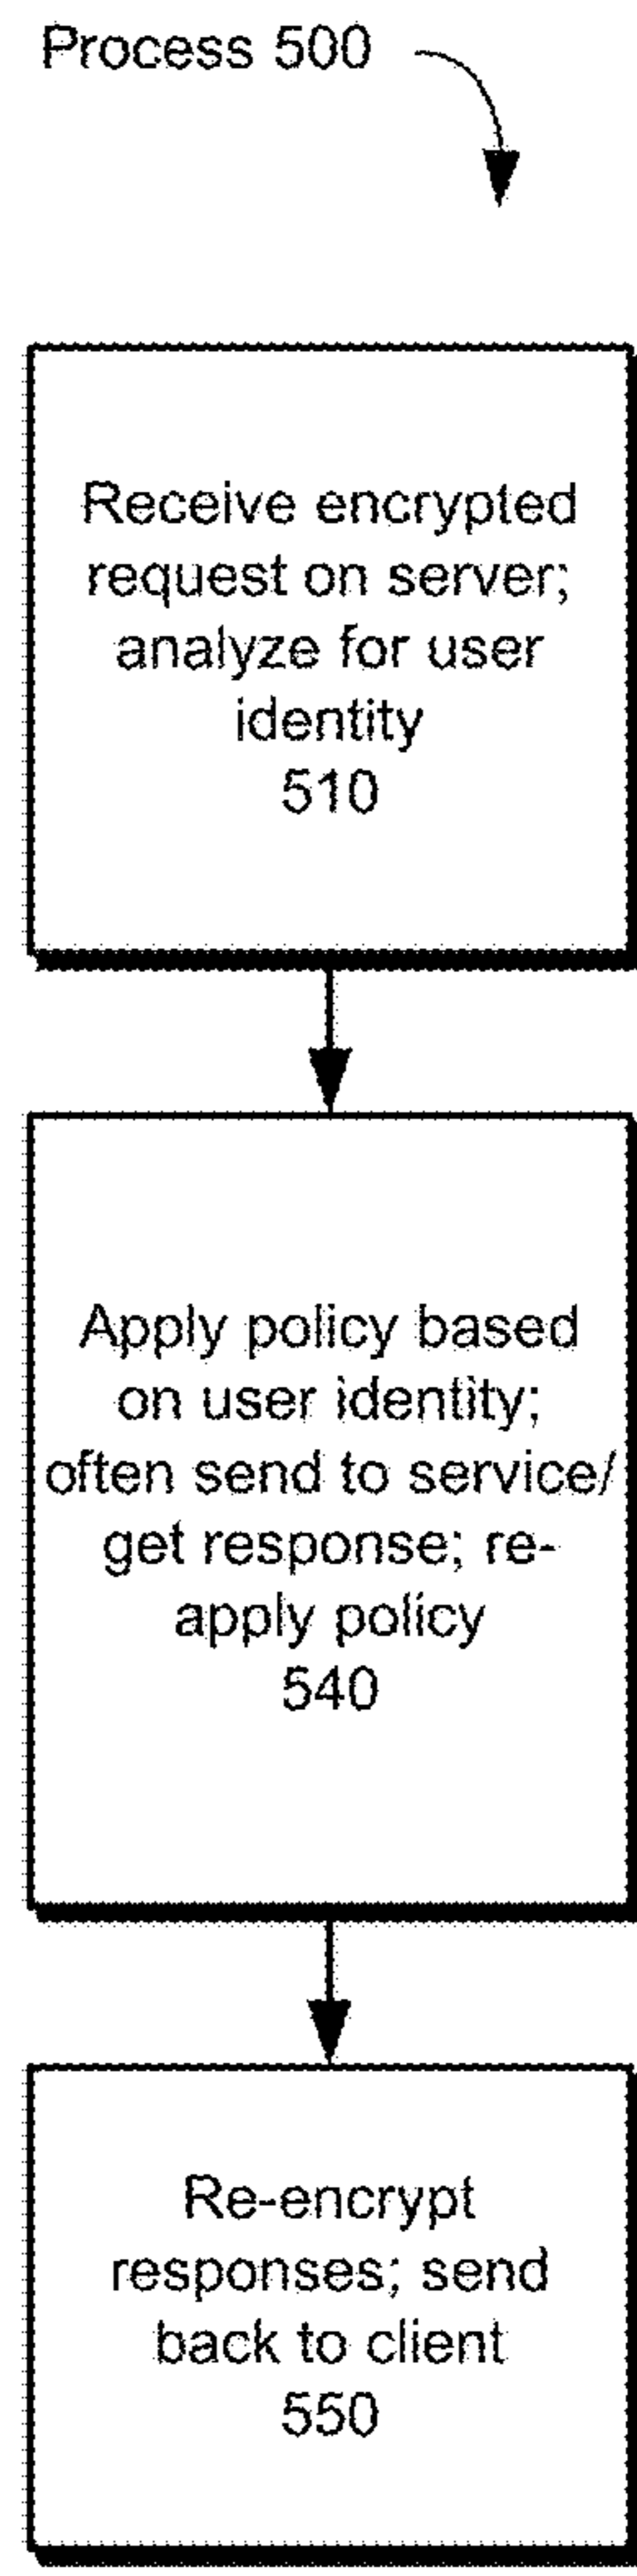 Process 500
Receive encrypted
request on server;
analyze for user
identity
510
Apply policy based
on user identity;
often send to service/
get response; re-
apply policy
540
Re-encrypt
responses; send
back to client
550